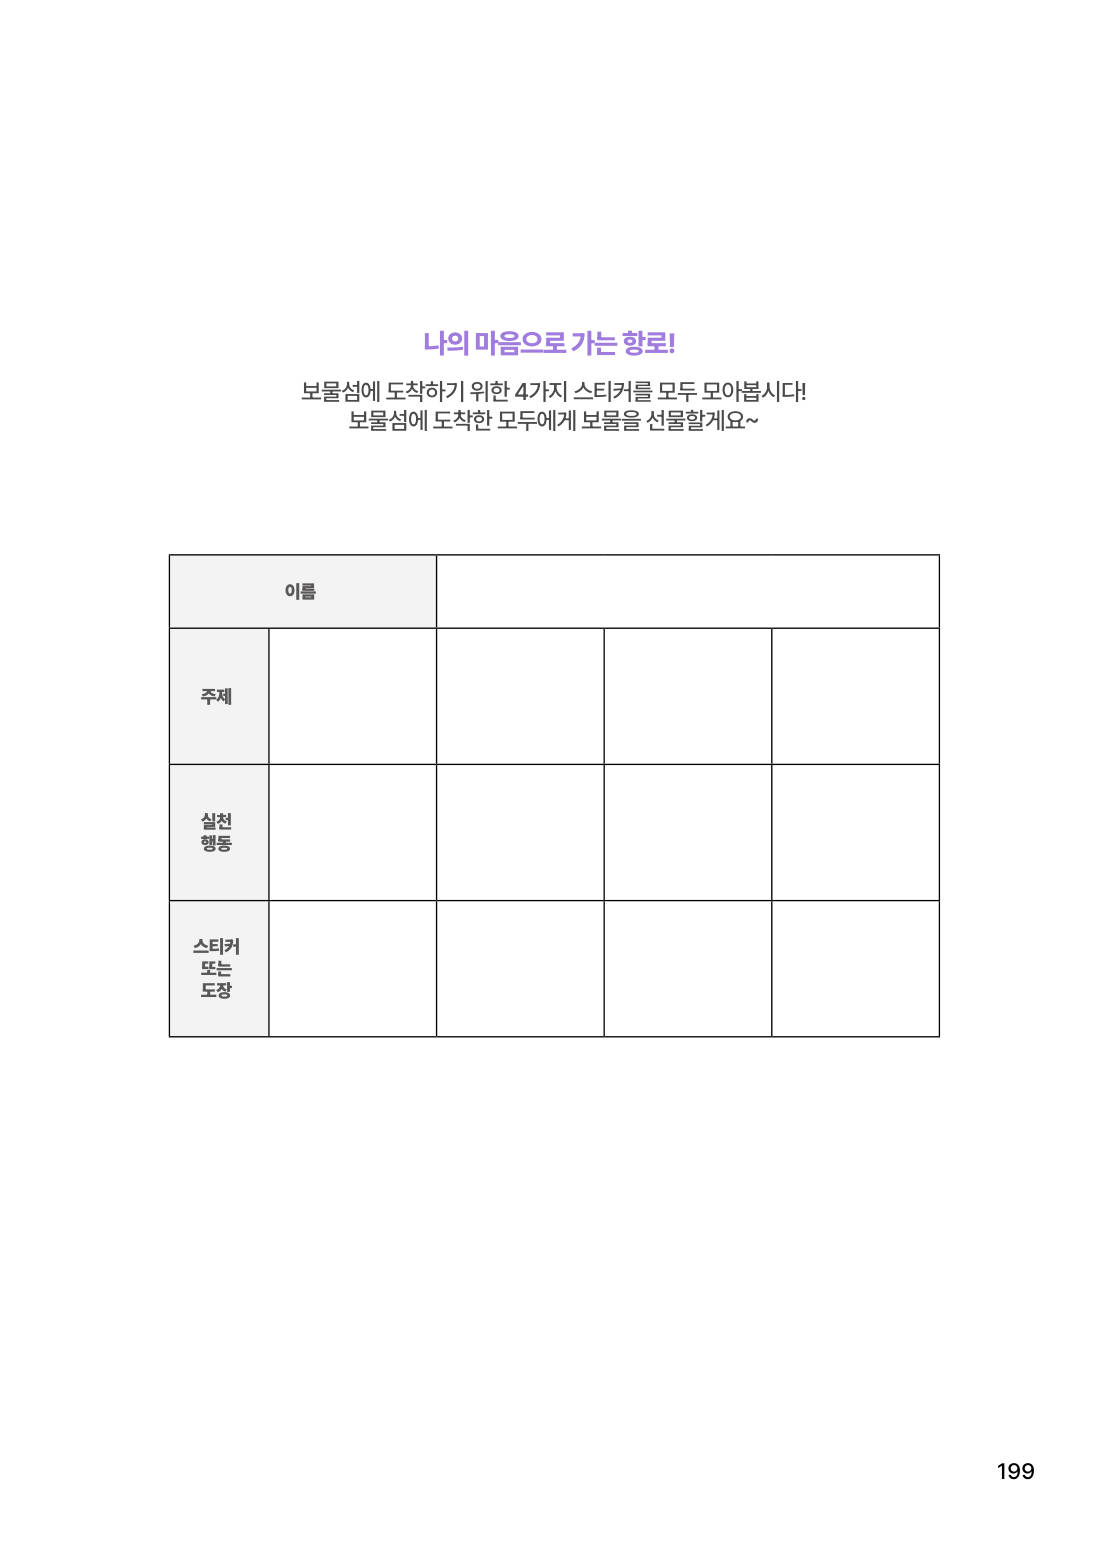 나의 마음으로 가는 항로!
보물섬에 도착하기 위한 4가지 스티커를 모두 모아봅시다!
보물섬에 도착한 모두에게 보물을 선물할게요~
이름
주제
실천
행동
스티커
또는
도장
199